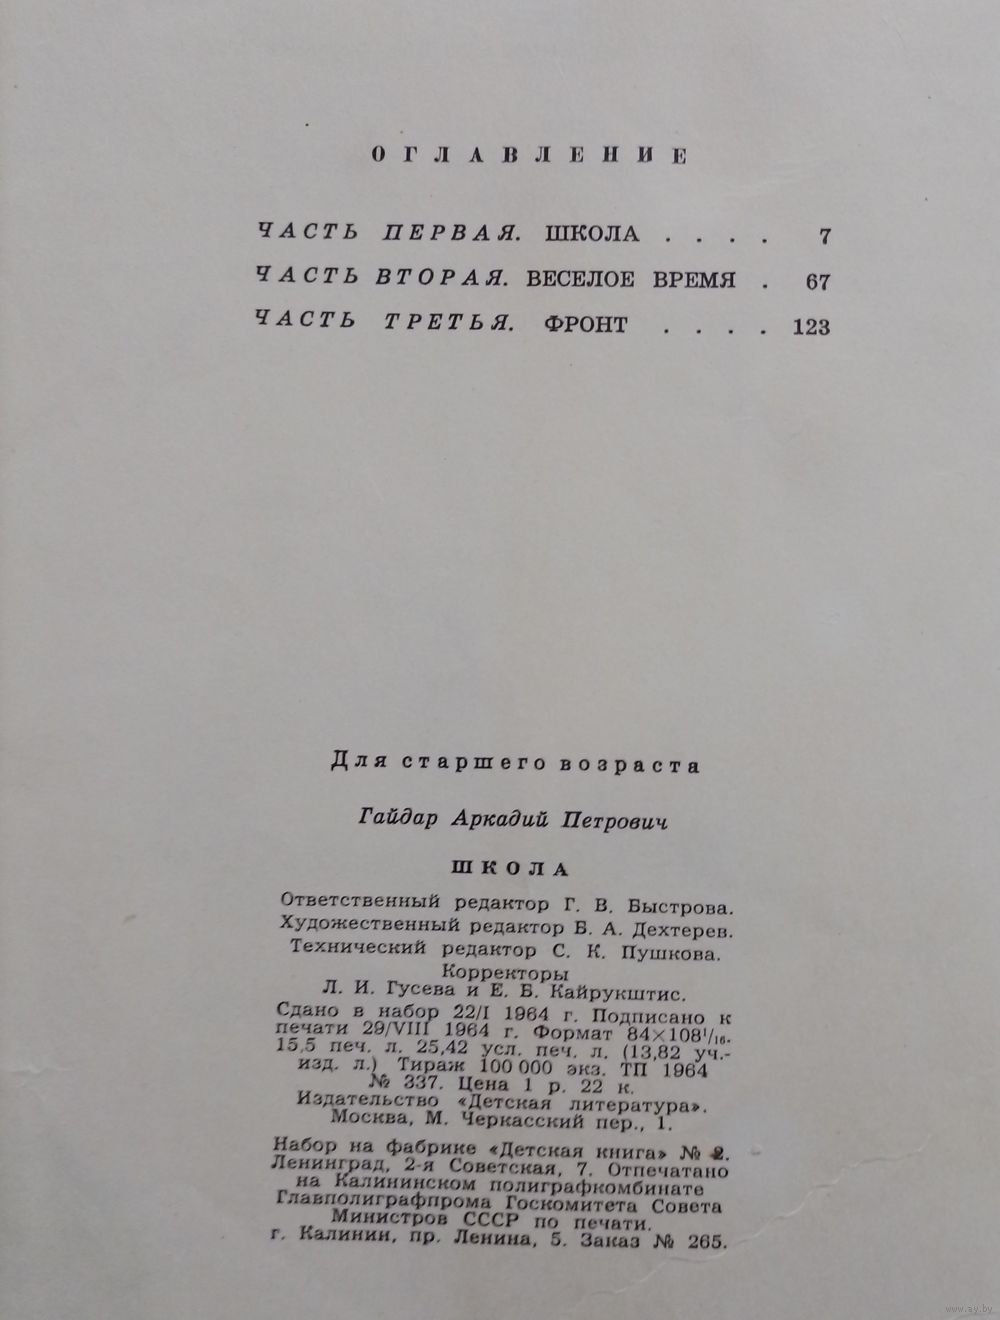 ОГЛАВЛЕНИЕ
ЧАСТЬ ПЕРВАЯ. ШКОЛА . . . . 7
ЧАСТЬ ВТОРАЯ. ВЕСЕЛОЕ ВРЕМЯ . 67
ЧАСТЬ ТРЕТЬЯ. ФРОНТ . . . . 123
Для старшего возраста
Гайдар Аркадий Петрович
ШКОЛА
Ответственный редактор Г. В. Быстрова.
Художественный редактор Б. А. Дехтерев.
Технический редактор С. К. Пушкова.
Корректоры
Л. И. Гусева и Е. Б. Кайрукштис.
Сдано в набор 22/I 1964 г. Подписано к
печати 29/VIII 1964 г. Формат 84×108¹/₁₆.
15,5 печ. л. 25,42 усл. печ. л. (13,82 уч.-
изд. л.) Тираж 100 000 экз. ТП 1964
№ 337. Цена 1 р. 22 к.
Издательство «Детская литература».
Москва, М. Черкасский пер., 1.
Набор на фабрике «Детская книга» № 2.
Ленинград, 2-я Советская, 7. Отпечатано
на Калининском полиграфкомбинате
Главполиграфпрома Госкомитета Совета
Министров СССР по печати.
г. Калинин, пр. Ленина, 5. Заказ № 265.
www.ay.by